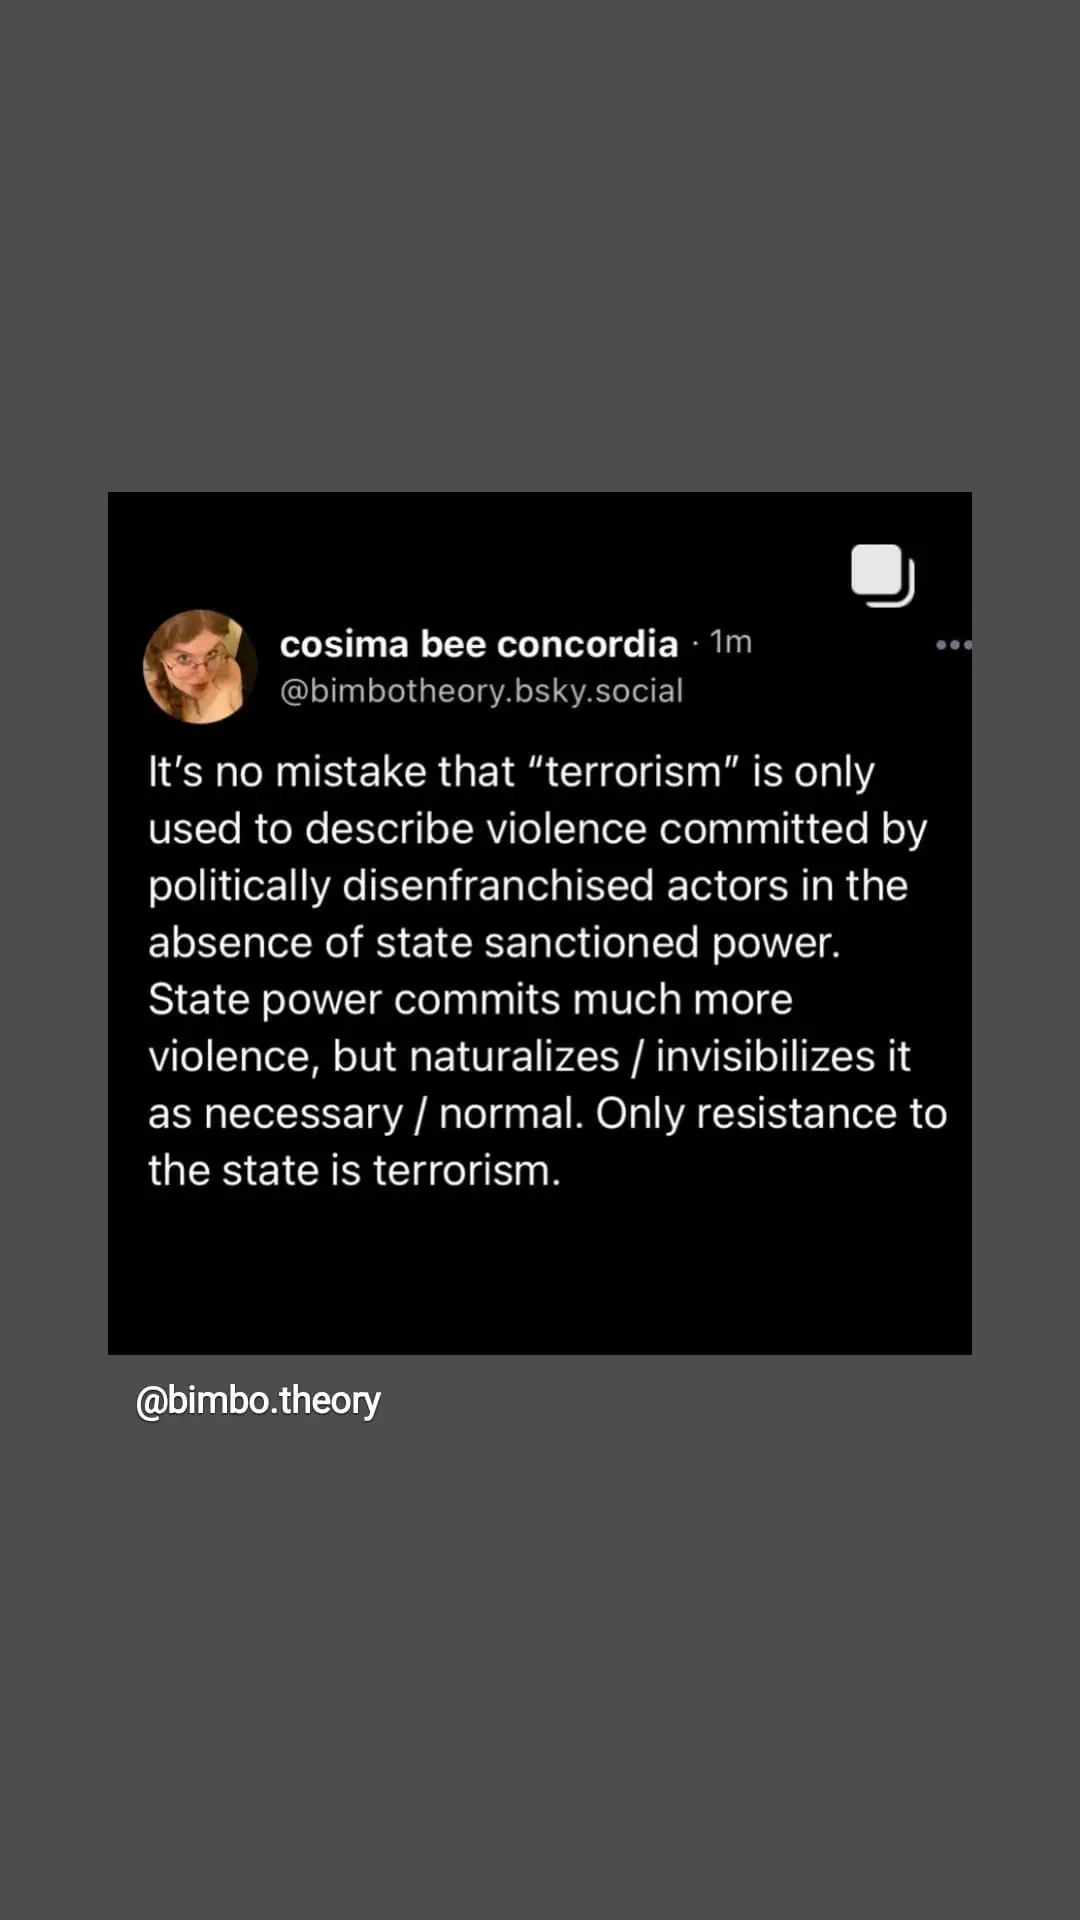 cosima bee concordia · 1m
@bimbotheory.bsky.social
It’s no mistake that “terrorism” is only
used to describe violence committed by
politically disenfranchised actors in the
absence of state sanctioned power.
State power commits much more
violence, but naturalizes / invisibilizes it
as necessary / normal. Only resistance to
the state is terrorism.
@bimbo.theory